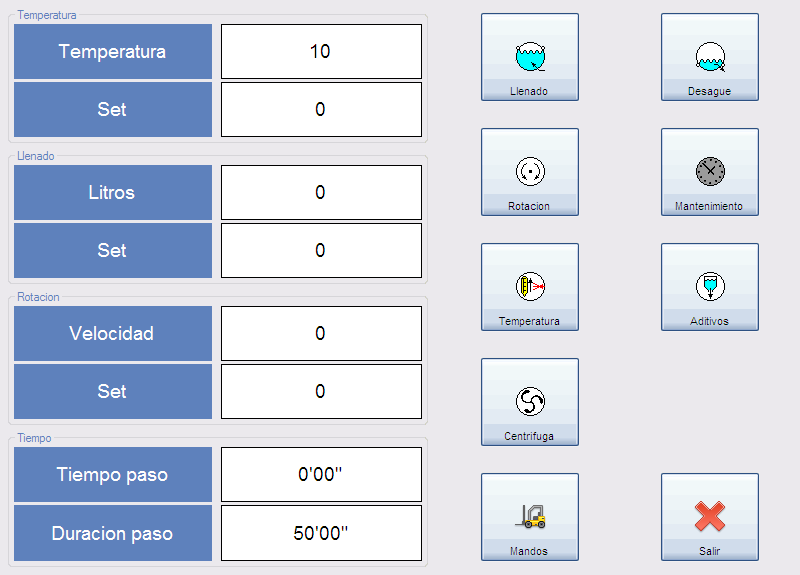 Temperatura
Temperatura 10
Set 0
Llenado
Litros 0
Set 0
Rotacion
Velocidad 0
Set 0
Tiempo
Tiempo paso 0'00"
Duracion paso 50'00"
Llenado
Desague
Rotacion
Mantenimiento
Temperatura
Aditivos
Centrifuga
Mandos
Salir